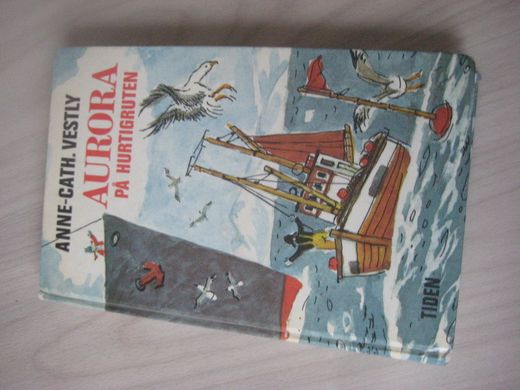 ANNE-CATH. VESTLY
AURORA
PÅ HURTIGRUTEN
TIDEN